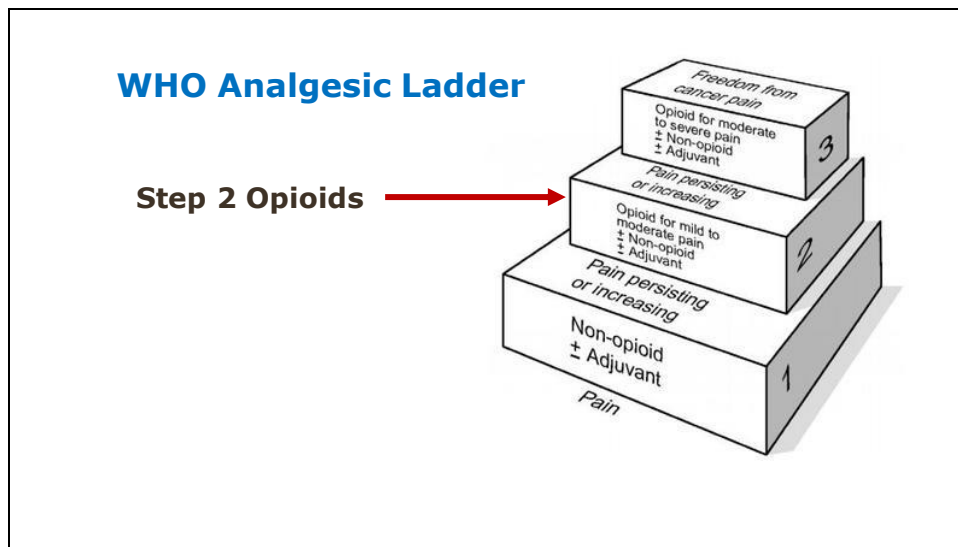 WHO Analgesic Ladder
Step 2 Opioids
Freedom from
cancer pain
Opioid for moderate
to severe pain
± Non-opioid
± Adjuvant
3
Pain persisting
or increasing
Opioid for mild to
moderate pain
± Non-opioid
± Adjuvant
2
Pain persisting
or increasing
Non-opioid
± Adjuvant
1
Pain